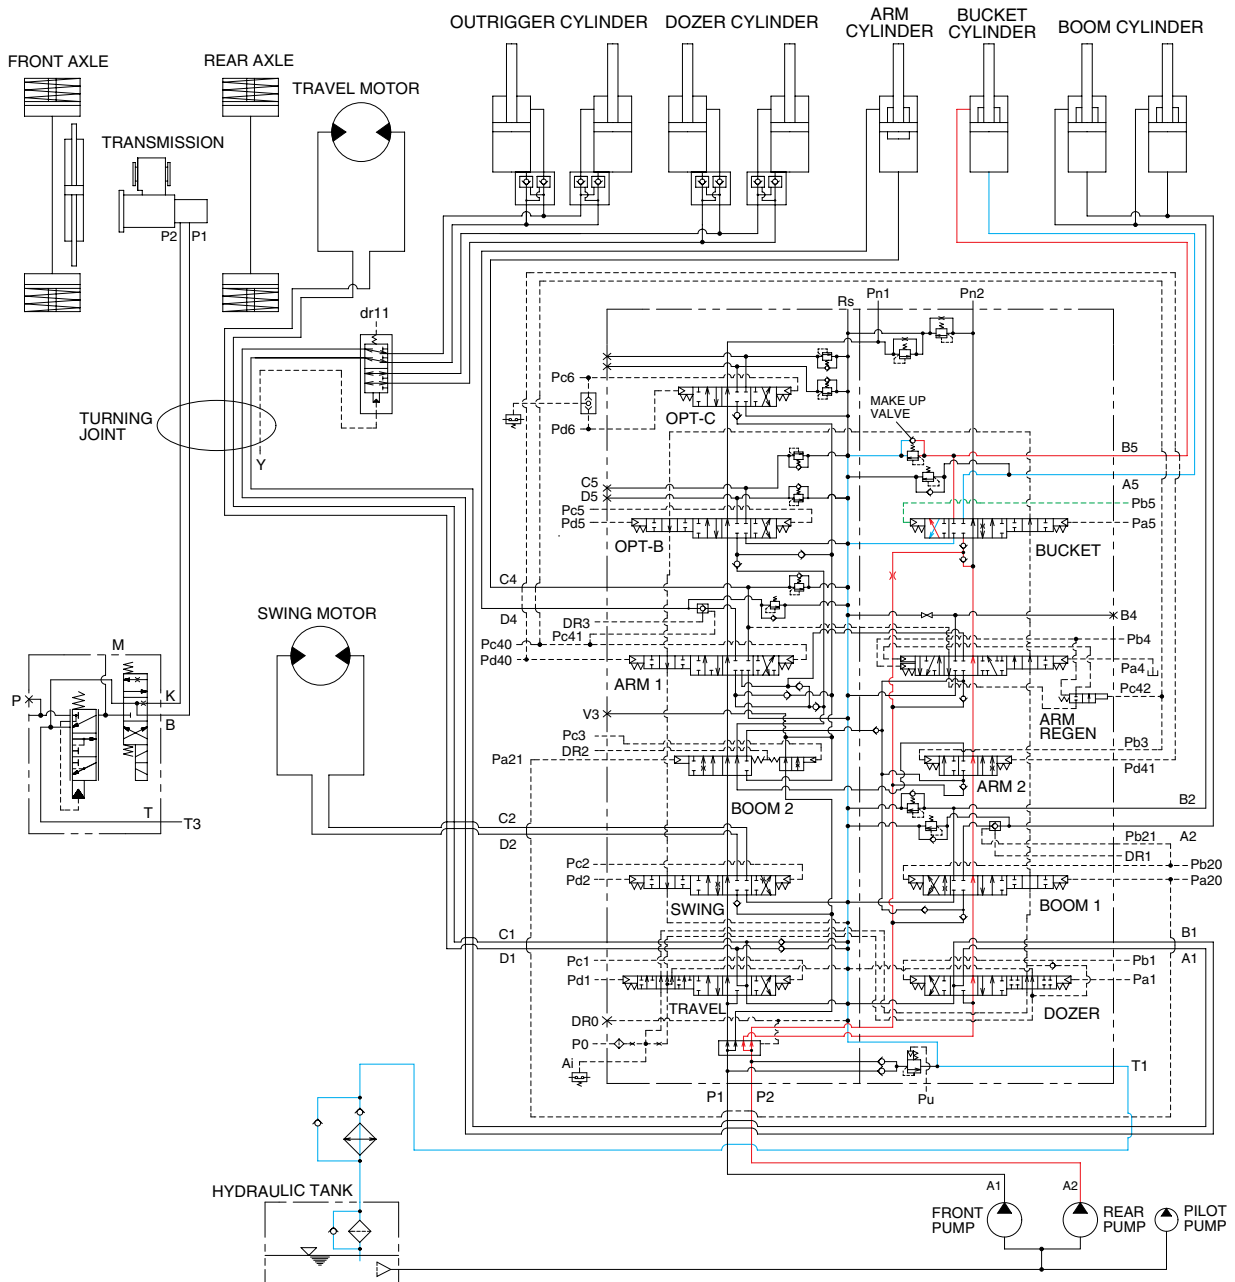 OUTRIGGER CYLINDER
DOZER CYLINDER
ARM
CYLINDER
BUCKET
CYLINDER
BOOM CYLINDER
FRONT AXLE
REAR AXLE
TRAVEL MOTOR
TRANSMISSION
P2
P1
dr11
Rs
Pn1
Pn2
Pc6
Pd6
OPT-C
MAKE UP
VALVE
TURNING
JOINT
Y
B5
A5
C5
D5
Pc5
Pd5
Pb5
Pa5
OPT-B
BUCKET
C4
D4
DR3
Pc41
Pc40
Pd40
B4
Pb4
Pa4
Pc42
ARM 1
ARM
REGEN
SWING MOTOR
M
P
K
B
T
T3
V3
Pc3
DR2
Pa21
Pb3
Pd41
BOOM 2
ARM 2
B2
C2
D2
A2
Pb21
DR1
Pc2
Pd2
Pb20
Pa20
SWING
BOOM 1
C1
D1
B1
A1
Pc1
Pd1
Pb1
Pa1
TRAVEL
DOZER
DR0
P0
Ai
T1
Pu
P1
P2
HYDRAULIC TANK
A1
A2
FRONT
PUMP
REAR
PUMP
PILOT
PUMP